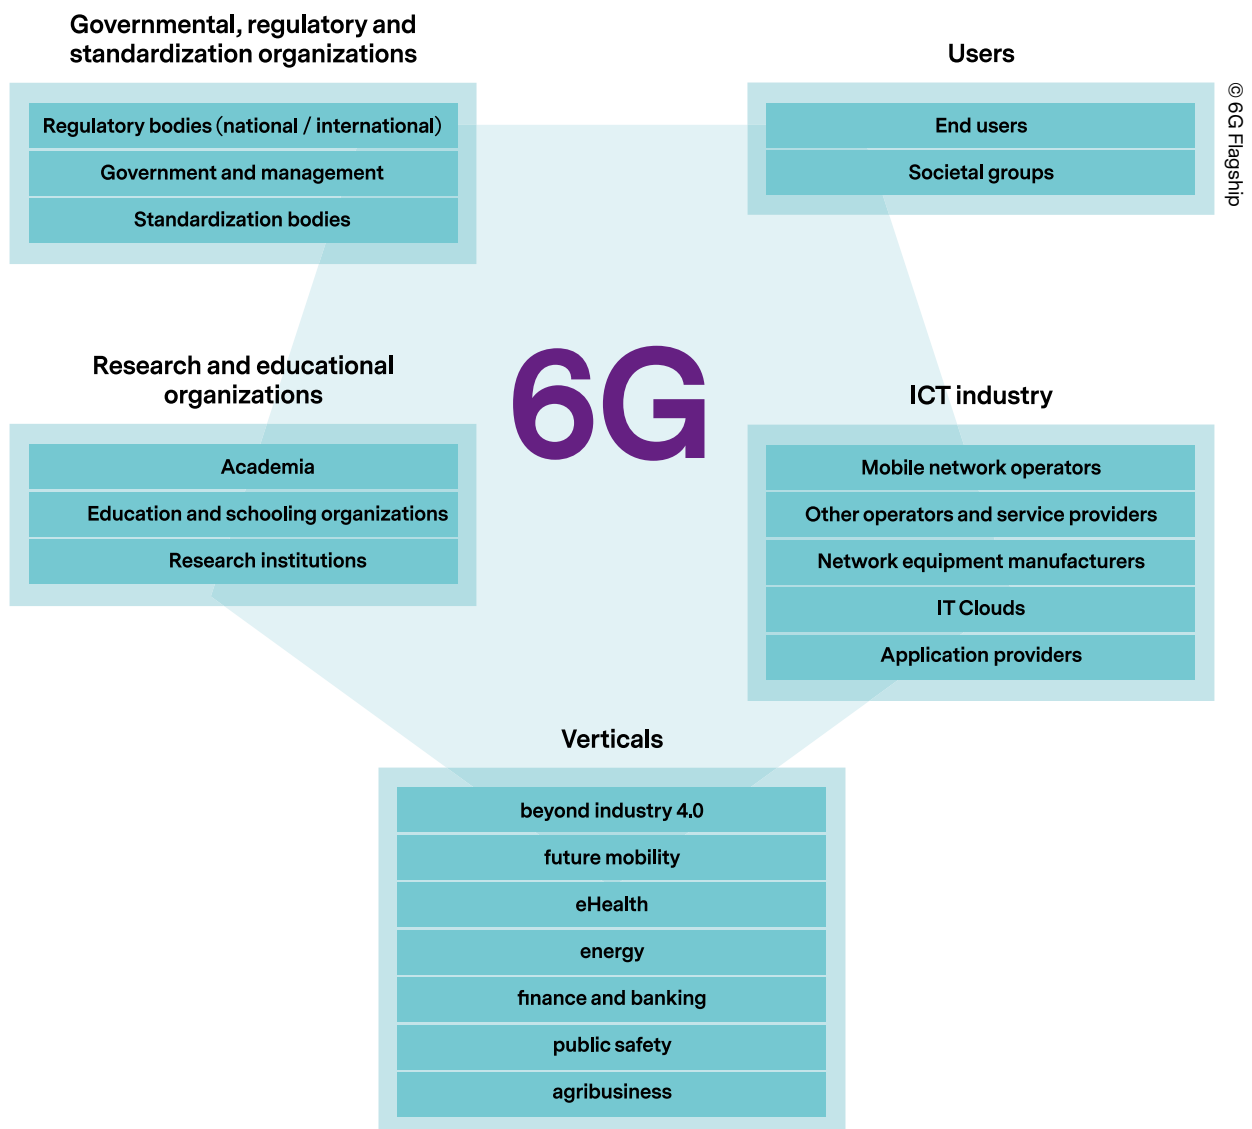 Governmental, regulatory and
standardization organizations
Regulatory bodies (national / international)
Government and management
Standardization bodies
Users
End users
Societal groups
© 6G Flagship
Research and educational
organizations
Academia
Education and schooling organizations
Research institutions
6G
ICT industry
Mobile network operators
Other operators and service providers
Network equipment manufacturers
IT Clouds
Application providers
Verticals
beyond industry 4.0
future mobility
eHealth
energy
finance and banking
public safety
agribusiness